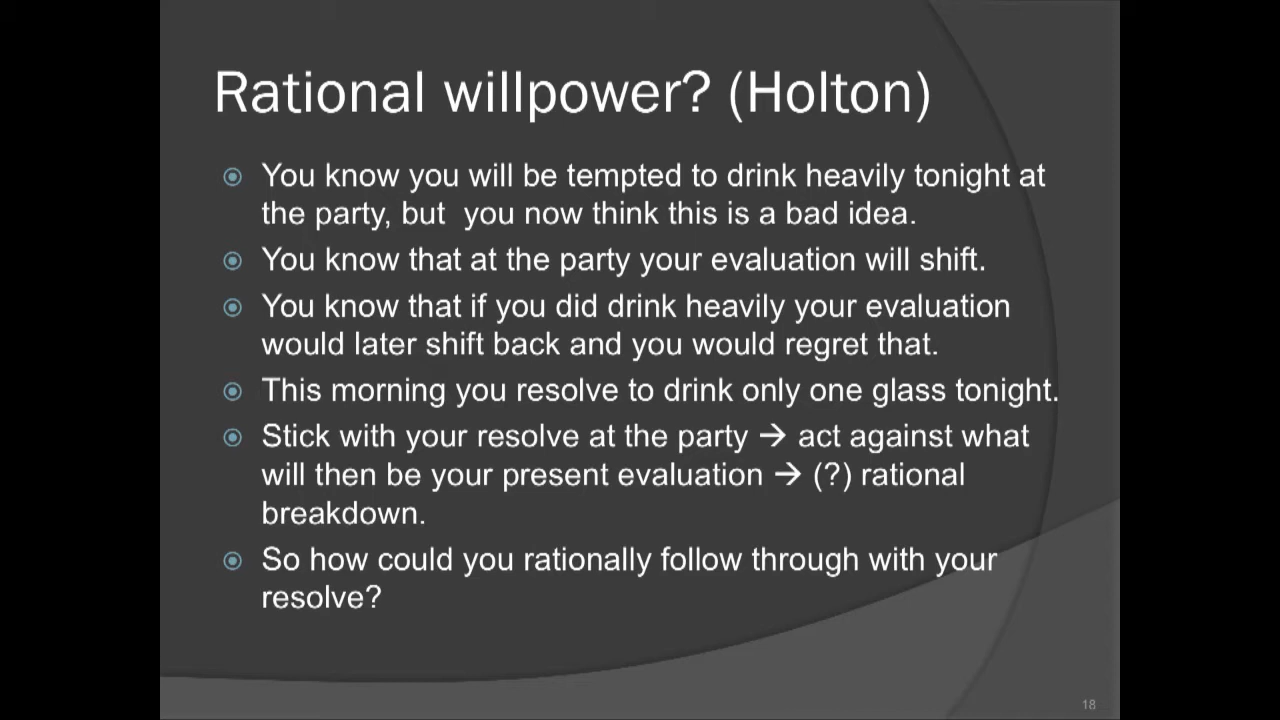 Rational willpower? (Holton)
You know you will be tempted to drink heavily tonight at
the party, but  you now think this is a bad idea.
You know that at the party your evaluation will shift.
You know that if you did drink heavily your evaluation
would later shift back and you would regret that.
This morning you resolve to drink only one glass tonight.
Stick with your resolve at the party → act against what
will then be your present evaluation → (?) rational
breakdown.
So how could you rationally follow through with your
resolve?
18